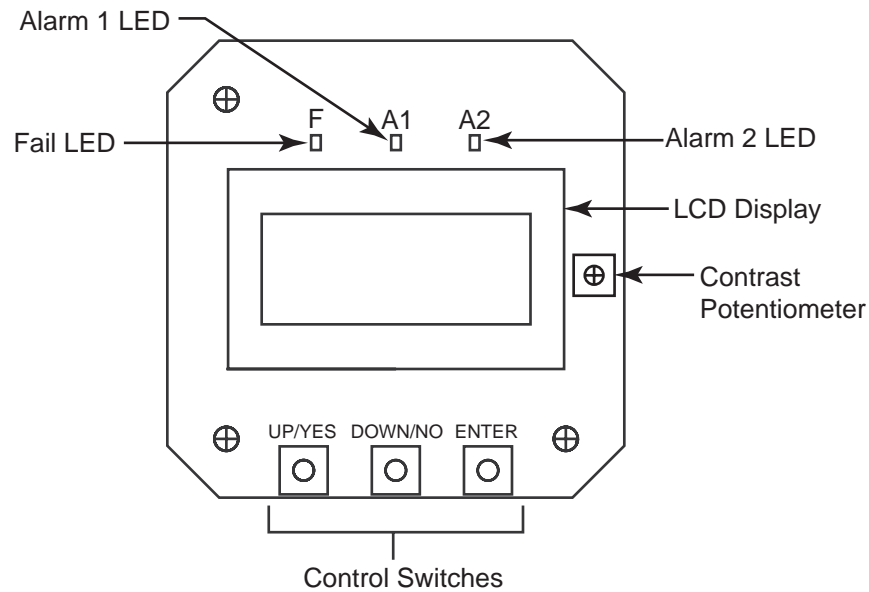 Alarm 1 LED
F A1 A2
Fail LED
Alarm 2 LED
LCD Display
Contrast
Potentiometer
UP/YES DOWN/NO ENTER
Control Switches